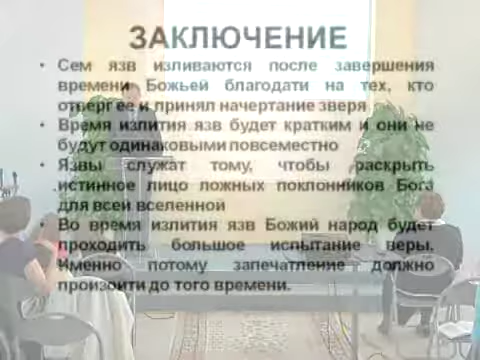 ЗАКЛЮЧЕНИЕ
• Сем язв изливаются после завершения
времени Божьей благодати на тех, кто
отверг ее и принял начертание зверя
• Время излития язв будет кратким и они не
будут одинаковыми повсеместно
• Язвы служат тому, чтобы раскрыть
истинное лицо ложных поклонников Бога
для всей вселенной
• Во время излития язв Божий народ будет
проходить большое испытание веры.
Именно потому запечатление должно
произойти до того времени.